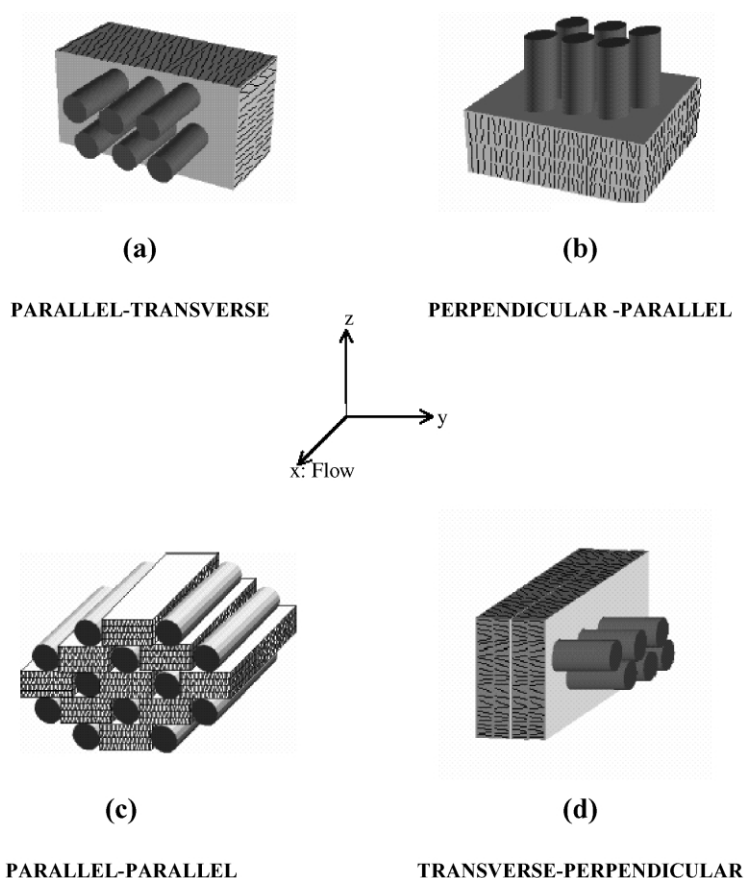 (a)
(b)
PARALLEL-TRANSVERSE
PERPENDICULAR -PARALLEL
z
y
x: Flow
(c)
(d)
PARALLEL-PARALLEL
TRANSVERSE-PERPENDICULAR